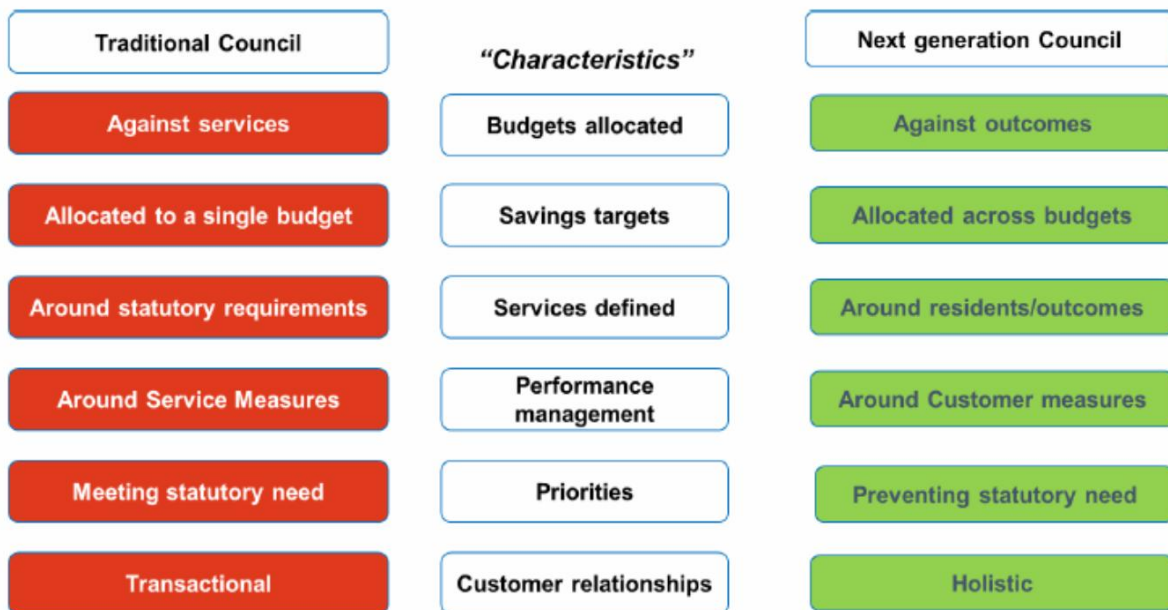 Traditional Council
“Characteristics”
Next generation Council
Against services
Budgets allocated
Against outcomes
Allocated to a single budget
Savings targets
Allocated across budgets
Around statutory requirements
Services defined
Around residents/outcomes
Around Service Measures
Performance
management
Around Customer measures
Meeting statutory need
Priorities
Preventing statutory need
Transactional
Customer relationships
Holistic